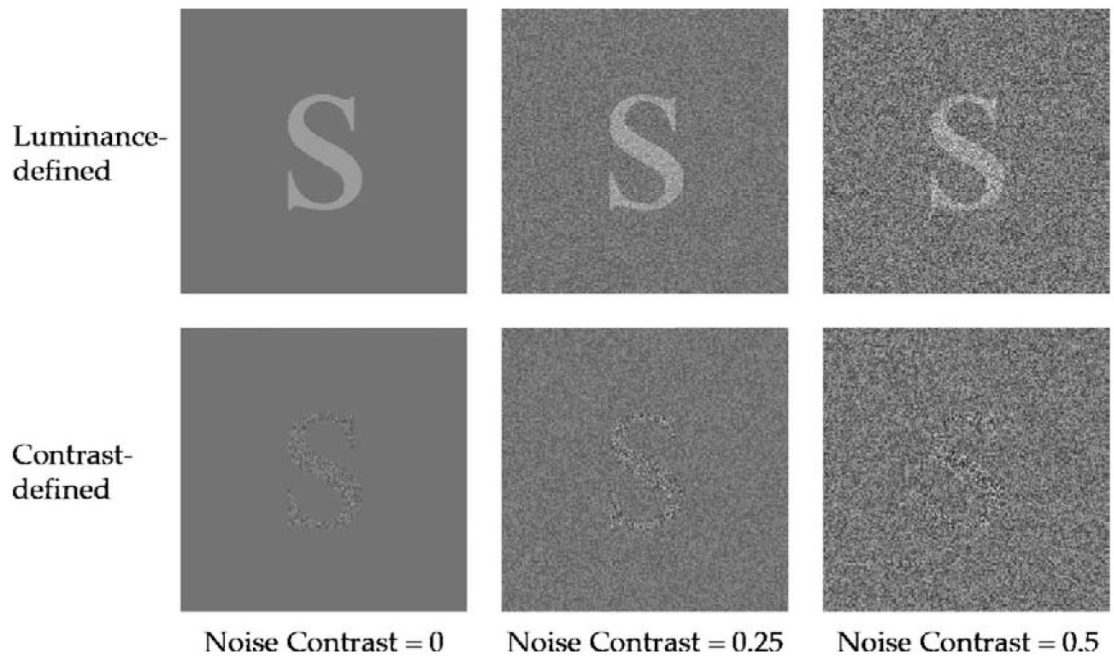 Luminance-
defined
S
S
S
Contrast-
defined
S
S
S
Noise Contrast = 0
Noise Contrast = 0.25
Noise Contrast = 0.5